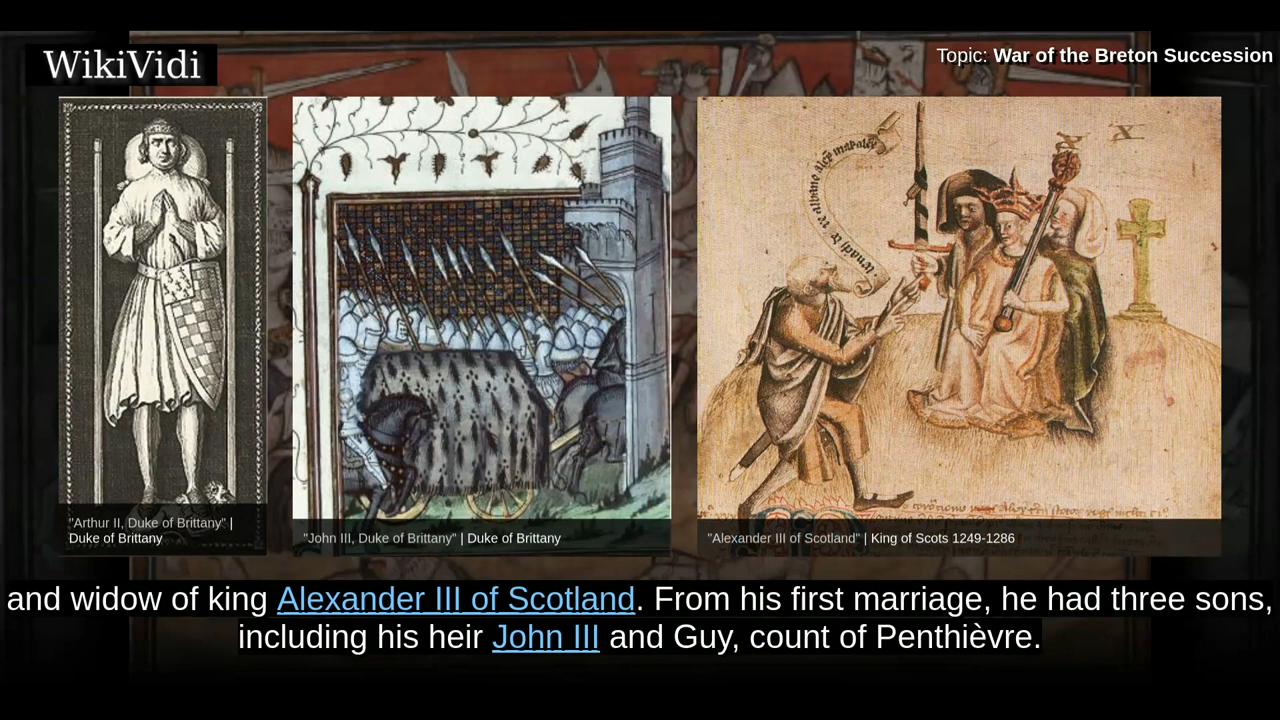 WikiVidi
Topic: War of the Breton Succession
"Arthur II, Duke of Brittany" |
Duke of Brittany
"John III, Duke of Brittany" | Duke of Brittany
"Alexander III of Scotland" | King of Scots 1249-1286
and widow of king Alexander III of Scotland. From his first marriage, he had three sons,
including his heir John III and Guy, count of Penthièvre.